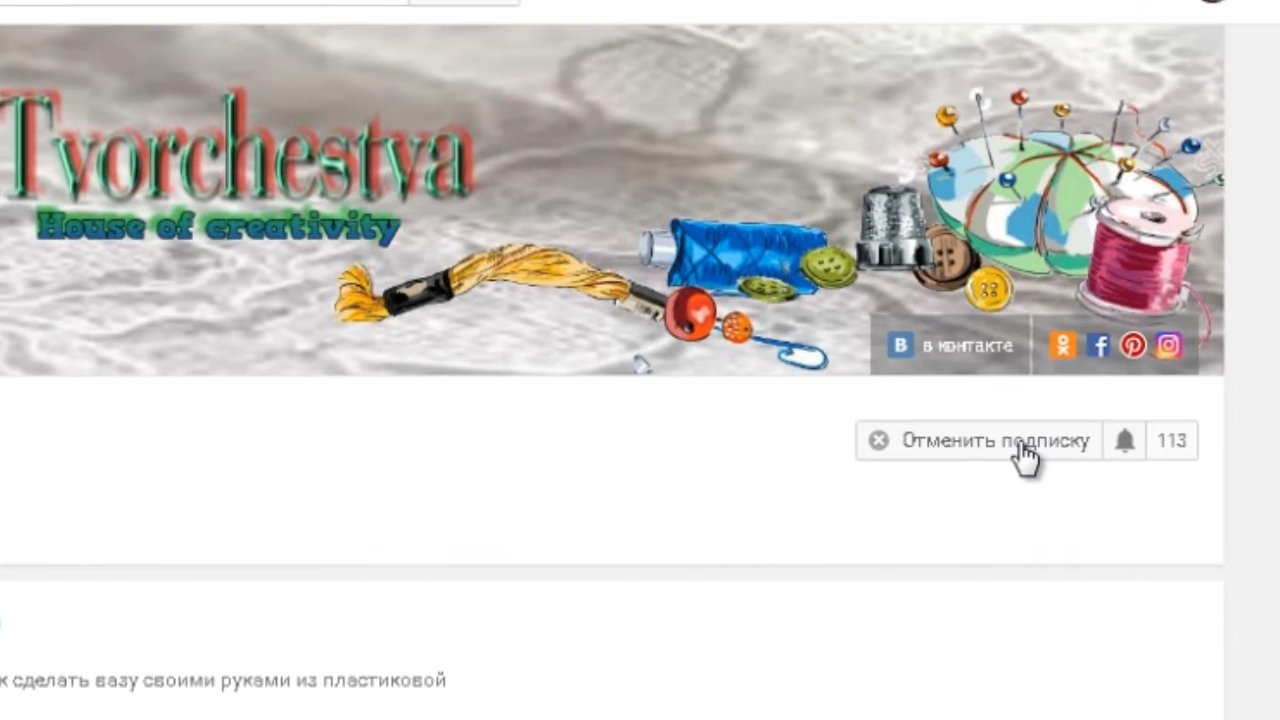 Tvorchestva
House of creativity
в контакте
Отменить подписку 113
сделать вазу своими руками из пластиковой